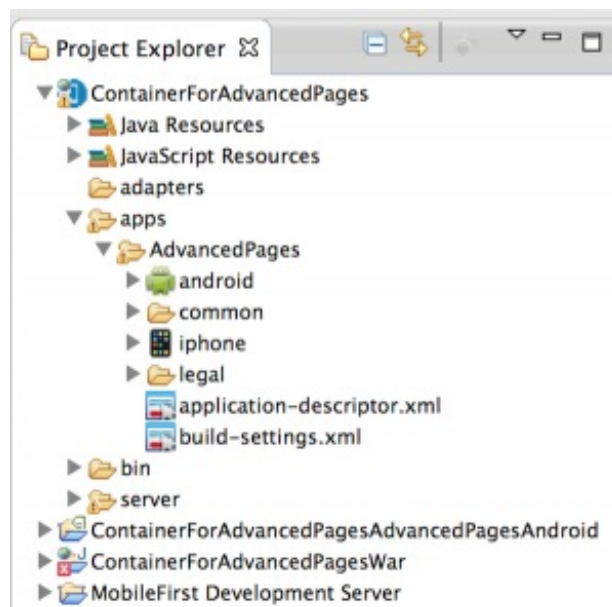 Project Explorer
ContainerForAdvancedPages
Java Resources
JavaScript Resources
adapters
apps
AdvancedPages
android
common
iphone
legal
application-descriptor.xml
build-settings.xml
bin
server
ContainerForAdvancedPagesAdvancedPagesAndroid
ContainerForAdvancedPagesWar
MobileFirst Development Server